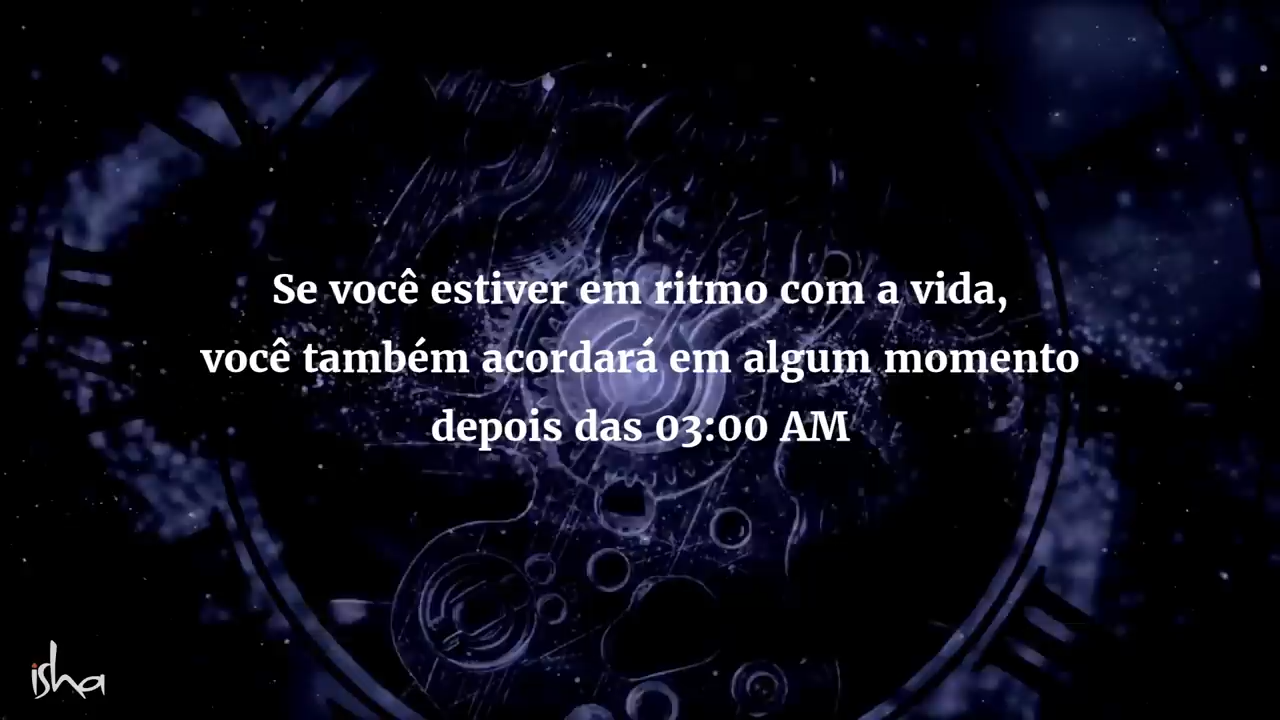 Se você estiver em ritmo com a vida,
você também acordará em algum momento
depois das 03:00 AM
isha